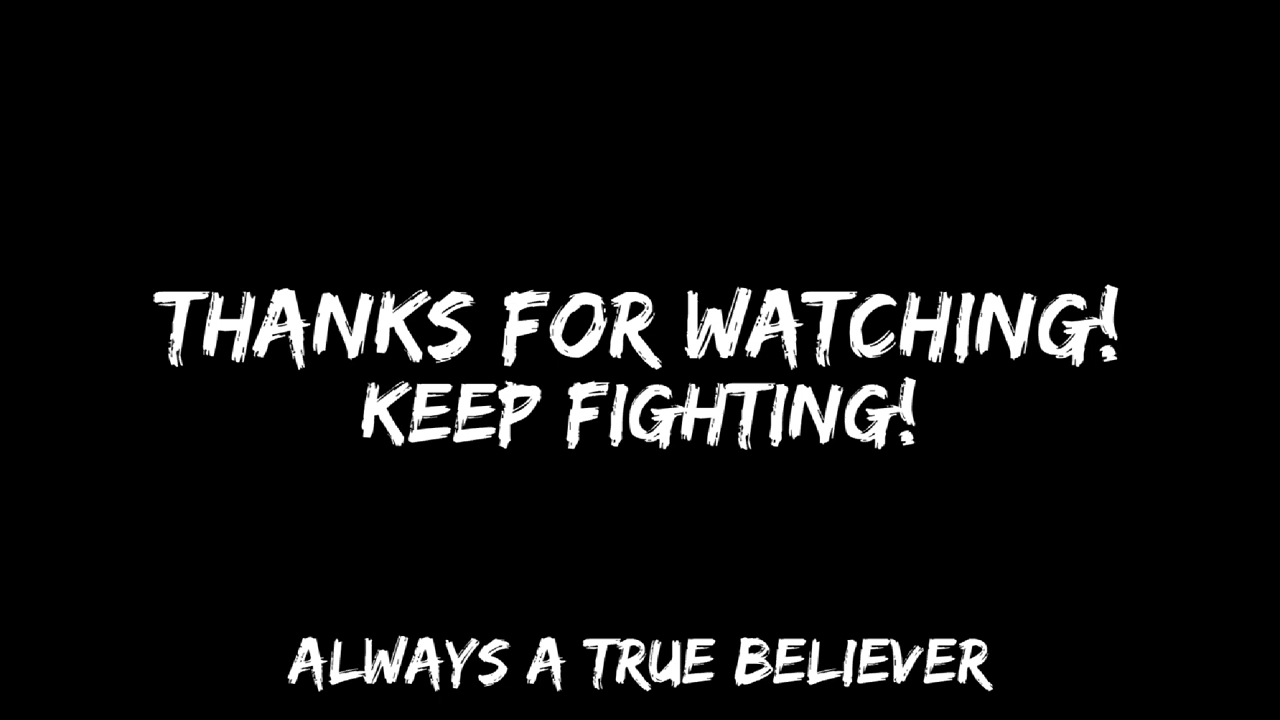 THANKS FOR WATCHING!
KEEP FIGHTING!
ALWAYS A TRUE BELIEVER